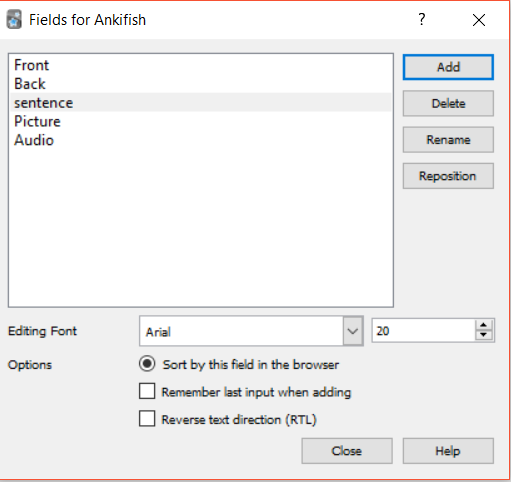 Fields for Ankifish
?
Front
Back
sentence
Picture
Audio
Add
Delete
Rename
Reposition
Editing Font
Arial
20
Options
Sort by this field in the browser
Remember last input when adding
Reverse text direction (RTL)
Close
Help